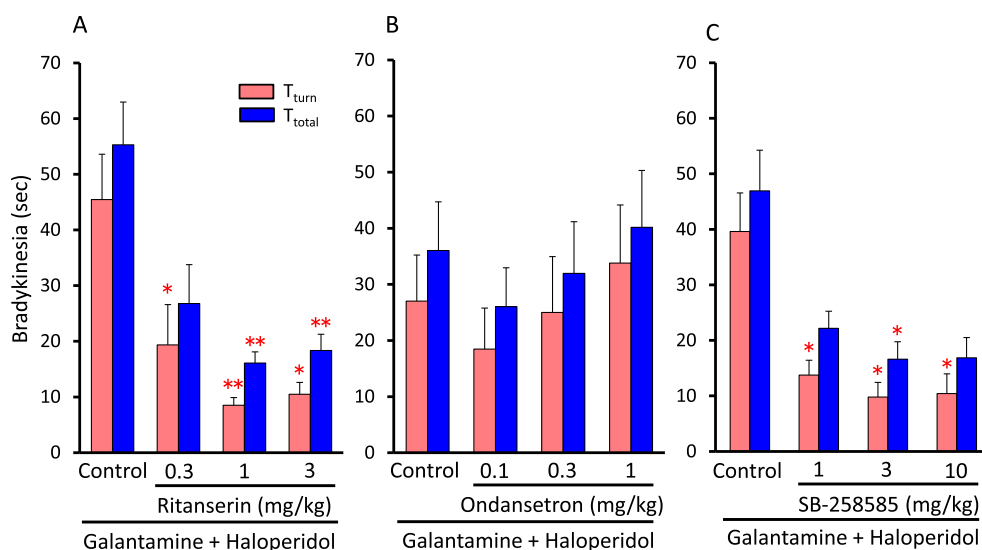 A
B
C
70
60
50
40
30
20
10
0
Bradykinesia (sec)
T turn
T total
*
**
**
*
**
Control 0.3 1 3
Ritanserin (mg/kg)
Galantamine + Haloperidol
70
60
50
40
30
20
10
0
Control 0.1 0.3 1
Ondansetron (mg/kg)
Galantamine + Haloperidol
70
60
50
40
30
20
10
0
*
*
*
*
Control 1 3 10
SB-258585 (mg/kg)
Galantamine + Haloperidol